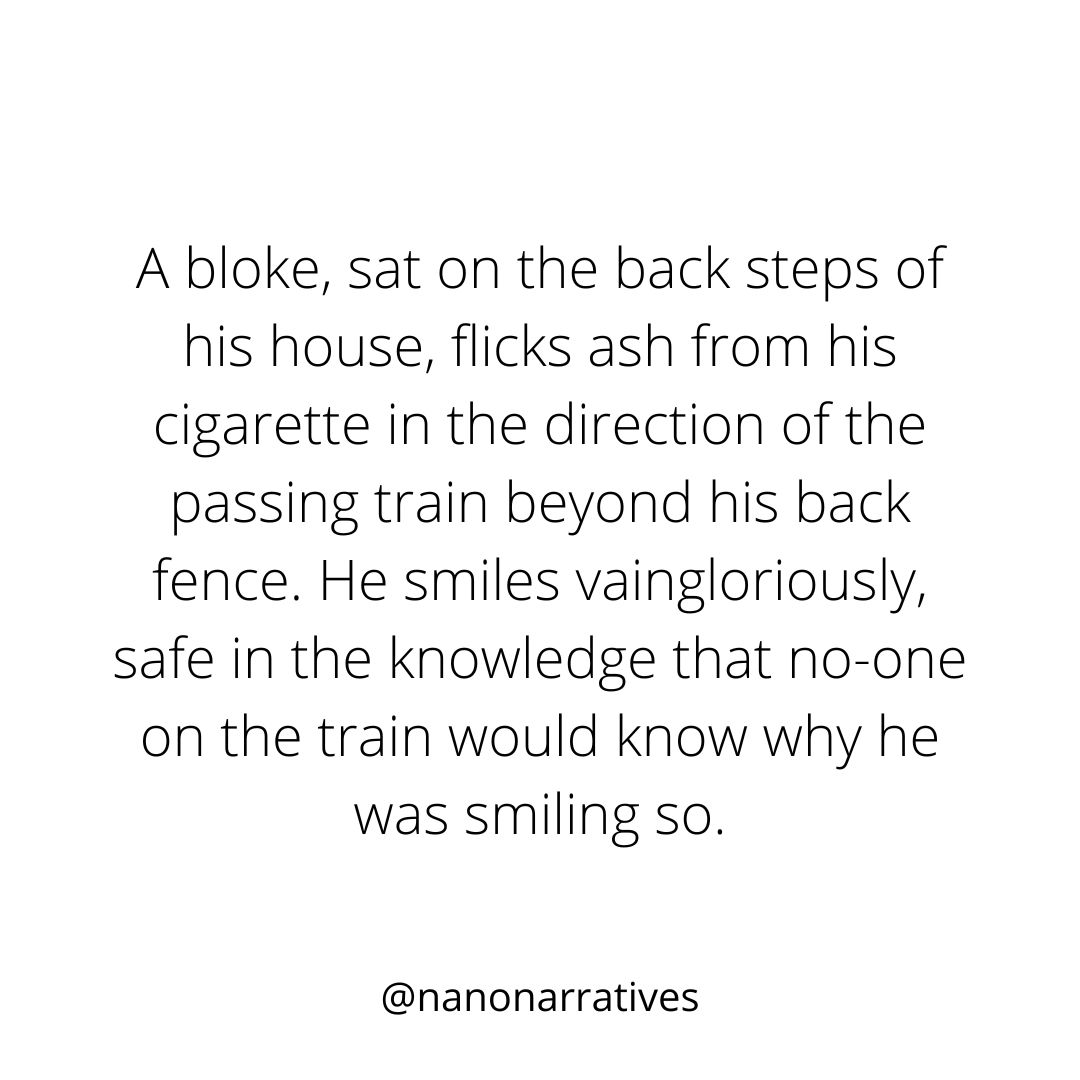 A bloke, sat on the back steps of
his house, flicks ash from his
cigarette in the direction of the
passing train beyond his back
fence. He smiles vaingloriously,
safe in the knowledge that no-one
on the train would know why he
was smiling so.
@nanonarratives